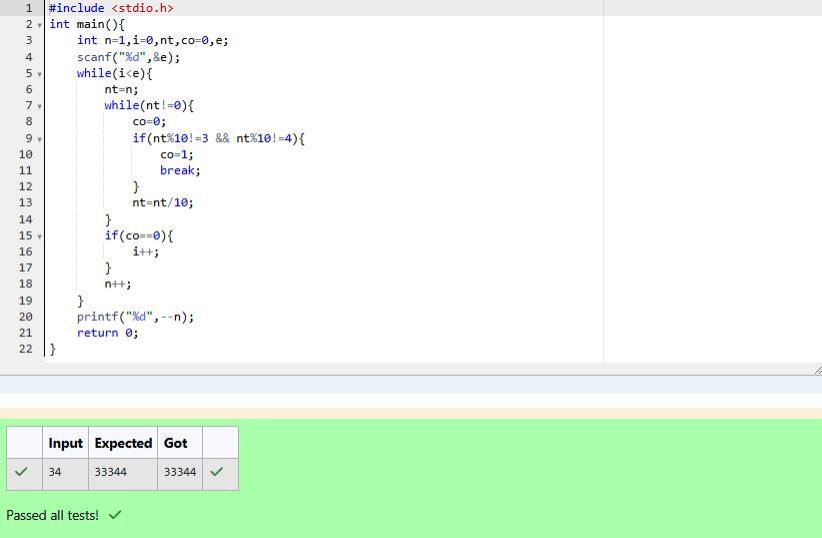 1 #include <stdio.h>
2 int main(){
3 int n=1,i=0,nt,co=0,e;
4 scanf("%d",&e);
5 while(i<e){
6 nt=n;
7 while(nt!=0){
8 co=0;
9 if(nt%10!=3 && nt%10!=4){
10 co=1;
11 break;
12 }
13 nt=nt/10;
14 }
15 if(co==0){
16 i++;
17 }
18 n++;
19 }
20 printf("%d",--n);
21 return 0;
22 }
Input Expected Got
34 33344 33344
Passed all tests!